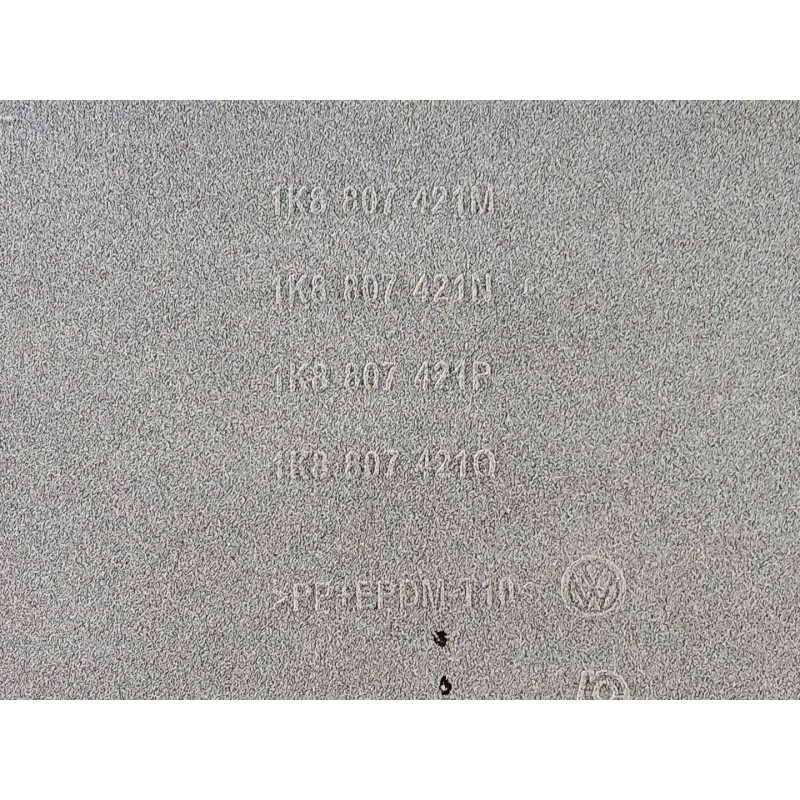 1K8 807 421M
1K8 807 421N
1K8 807 421P
1K8 807 421Q
>PP+EPDM-T10<